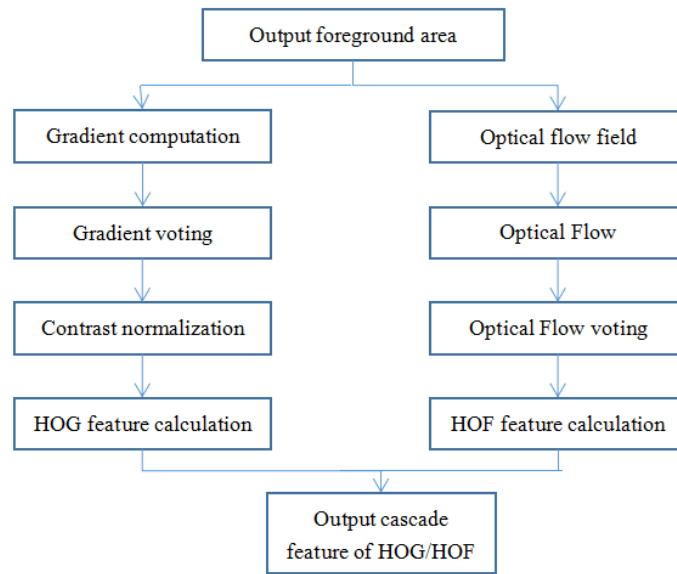 Output foreground area
Gradient computation
Optical flow field
Gradient voting
Optical Flow
Contrast normalization
Optical Flow voting
HOG feature calculation
HOF feature calculation
Output cascade
feature of HOG/HOF